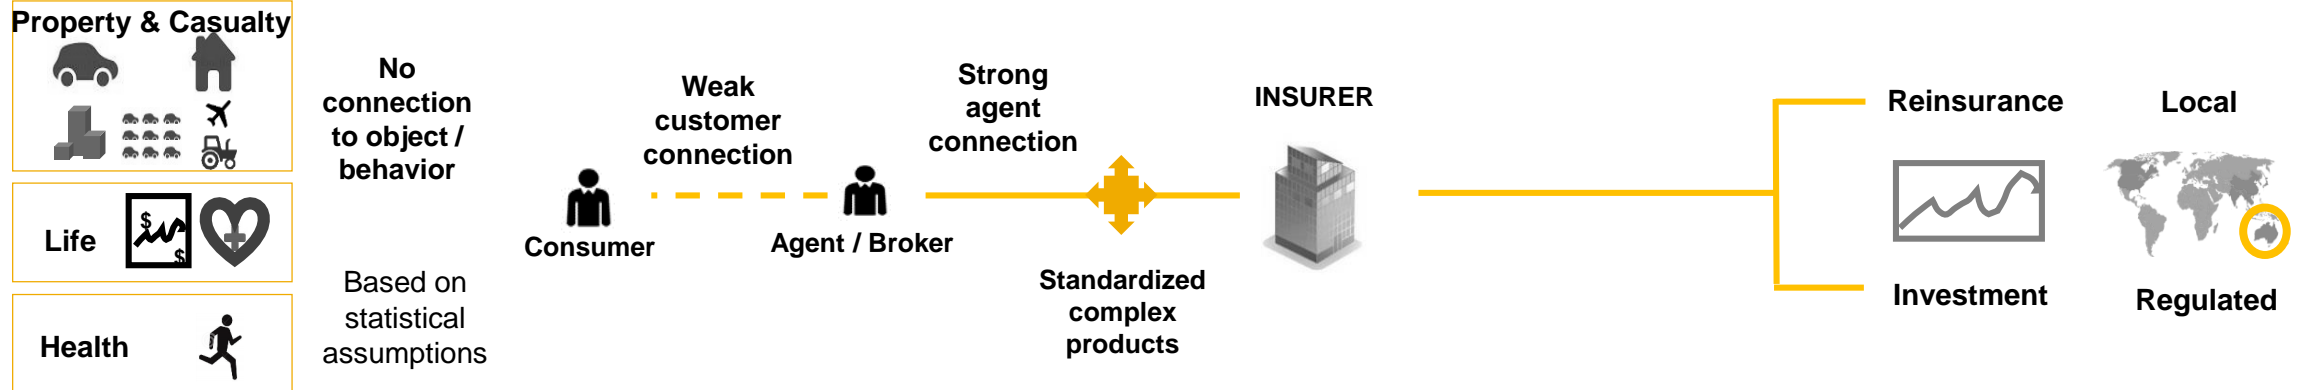 Property & Casualty
$
$
Life
Health
No
connection
to object /
behavior
Based on
statistical
assumptions
Consumer
Weak
customer
connection
Agent / Broker
Strong
agent
connection
Standardized
complex
products
INSURER
Reinsurance
Investment
Local
Regulated